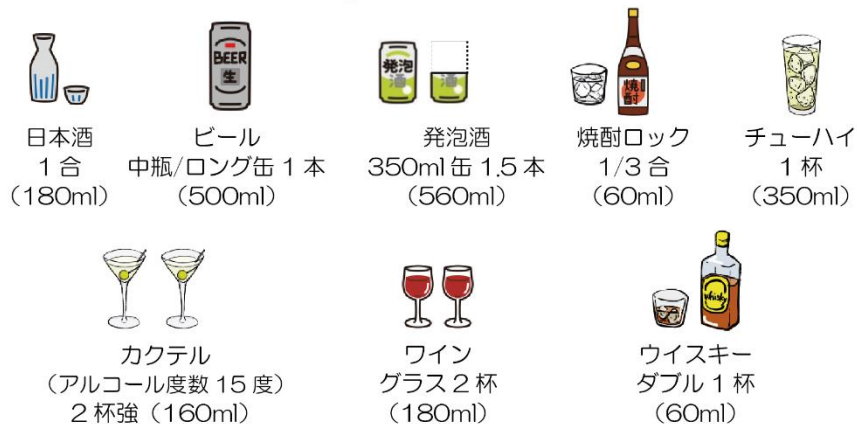 BEER
生
発泡
酒
酒
焼酎
日本酒
1合
(180ml)
ビール
中瓶/ロング缶1本
(500ml)
発泡酒
350ml缶1.5本
(560ml)
焼酎ロック
1/3合
(60ml)
チューハイ
1杯
(350ml)
whisky
カクテル
(アルコール度数15度)
2杯強(160ml)
ワイン
グラス2杯
(180ml)
ウイスキー
ダブル1杯
(60ml)